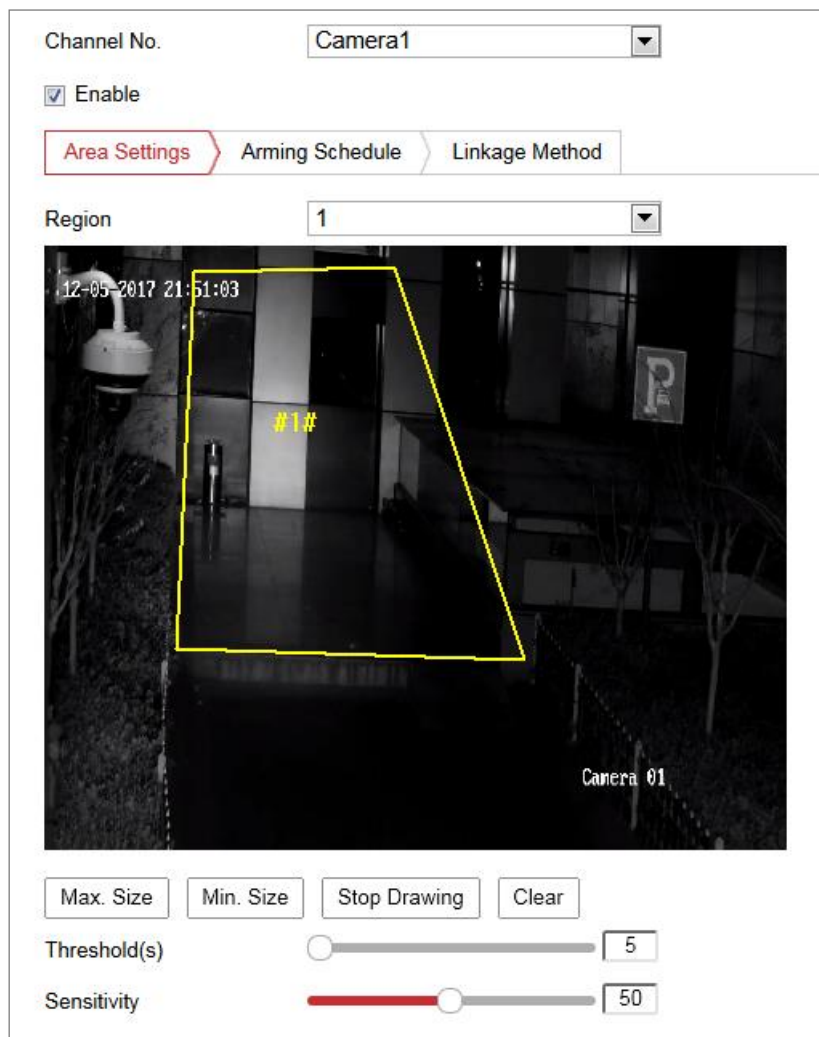 Channel No. Camera1
Enable
Area Settings Arming Schedule Linkage Method
Region 1
12-05-2017 21:51:03
P
#1#
Camera 01
Max. Size Min. Size Stop Drawing Clear
Threshold(s) 5
Sensitivity 50